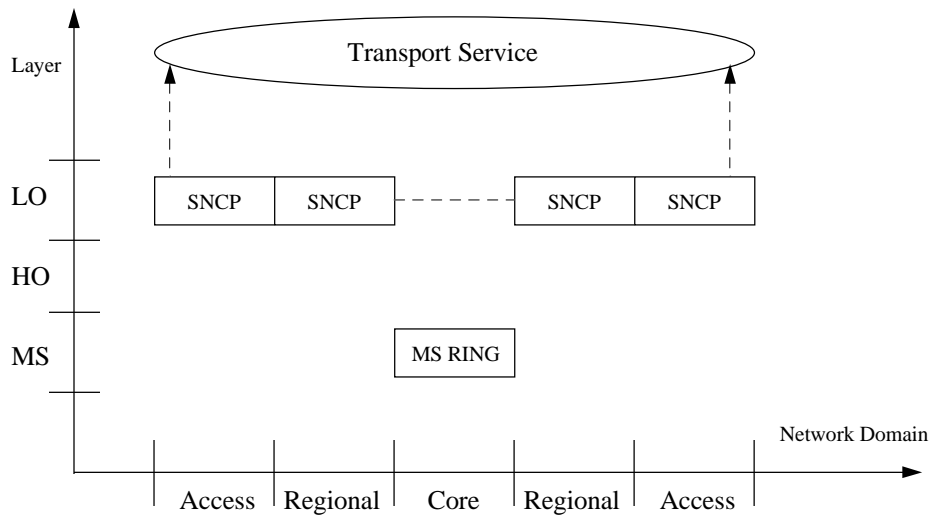 Transport Service
Layer
LO
SNCP SNCP SNCP SNCP
HO
MS
MS RING
Network Domain
Access Regional Core Regional Access